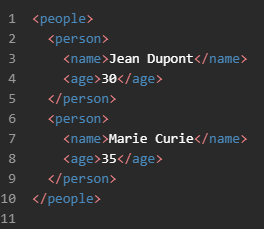 1 <people>
2   <person>
3     <name>Jean Dupont</name>
4     <age>30</age>
5   </person>
6   <person>
7     <name>Marie Curie</name>
8     <age>35</age>
9   </person>
10 </people>
11